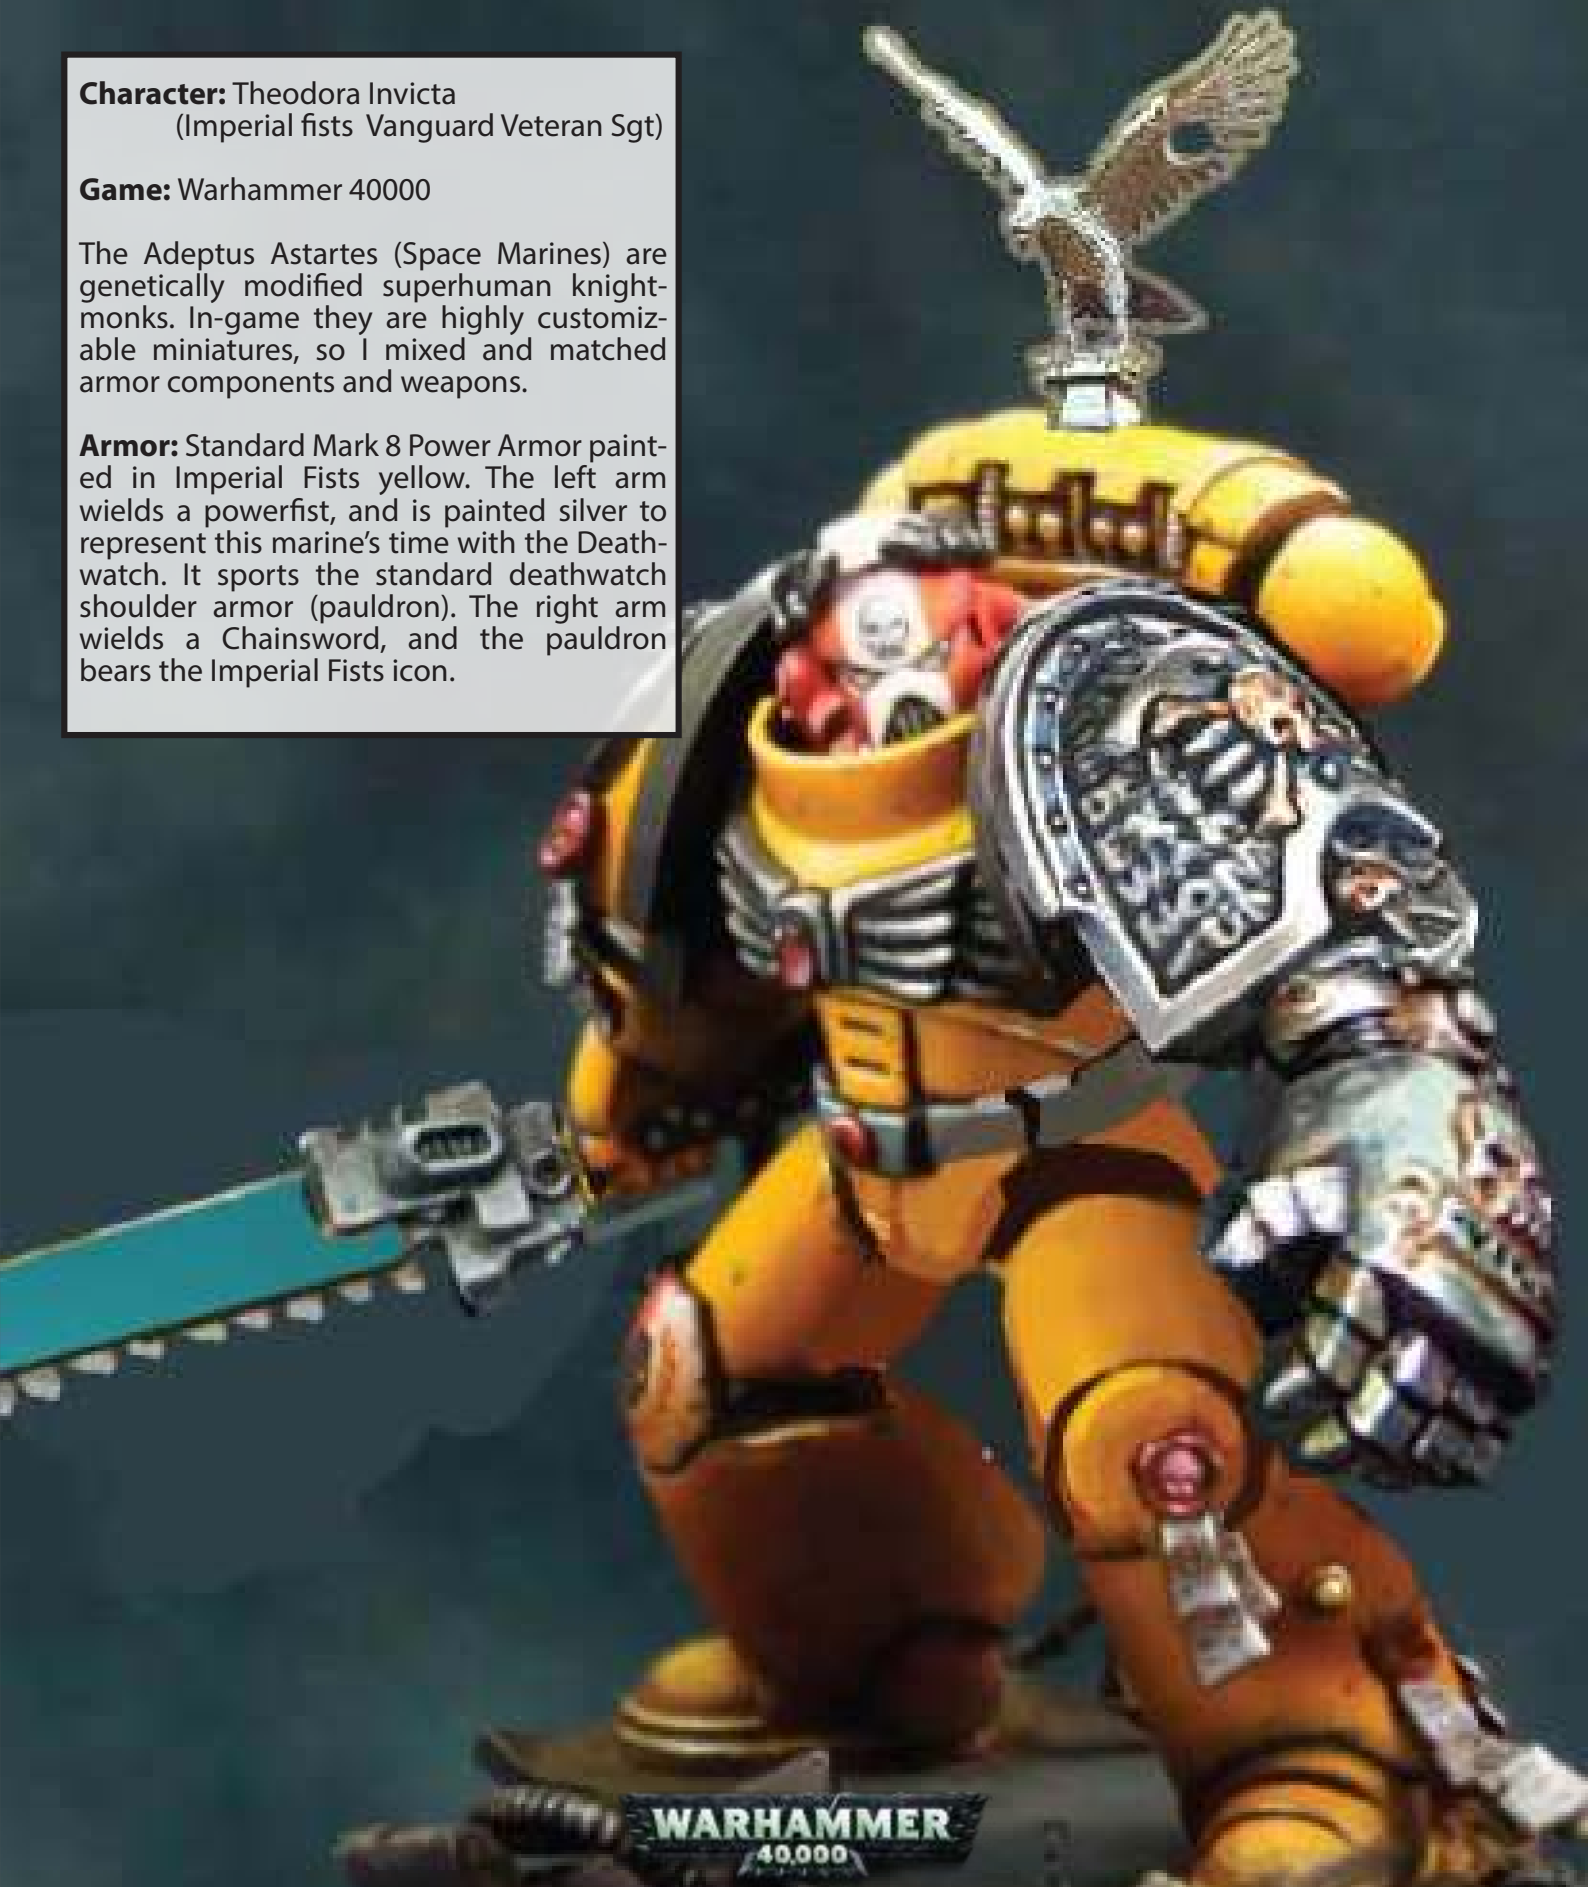 Character: Theodora Invicta
(Imperial fists Vanguard Veteran Sgt)
Game: Warhammer 40000
The Adeptus Astartes (Space Marines) are
genetically modified superhuman knight-
monks. In-game they are highly customiz-
able miniatures, so I mixed and matched
armor components and weapons.
Armor: Standard Mark 8 Power Armor paint-
ed in Imperial Fists yellow. The left arm
wields a powerfist, and is painted silver to
represent this marine's time with the Death-
watch. It sports the standard deathwatch
shoulder armor (pauldron). The right arm
wields a Chainsword, and the pauldron
bears the Imperial Fists icon.
WARHAMMER
40,000